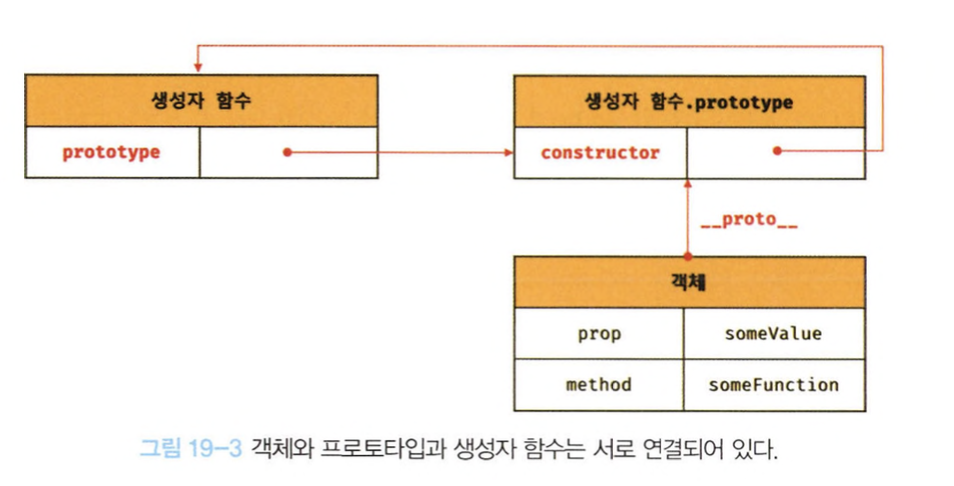 생성자 함수
prototype
생성자 함수.prototype
constructor
__proto__
객체
prop someValue
method someFunction
그림 19-3 객체와 프로토타입과 생성자 함수는 서로 연결되어 있다.